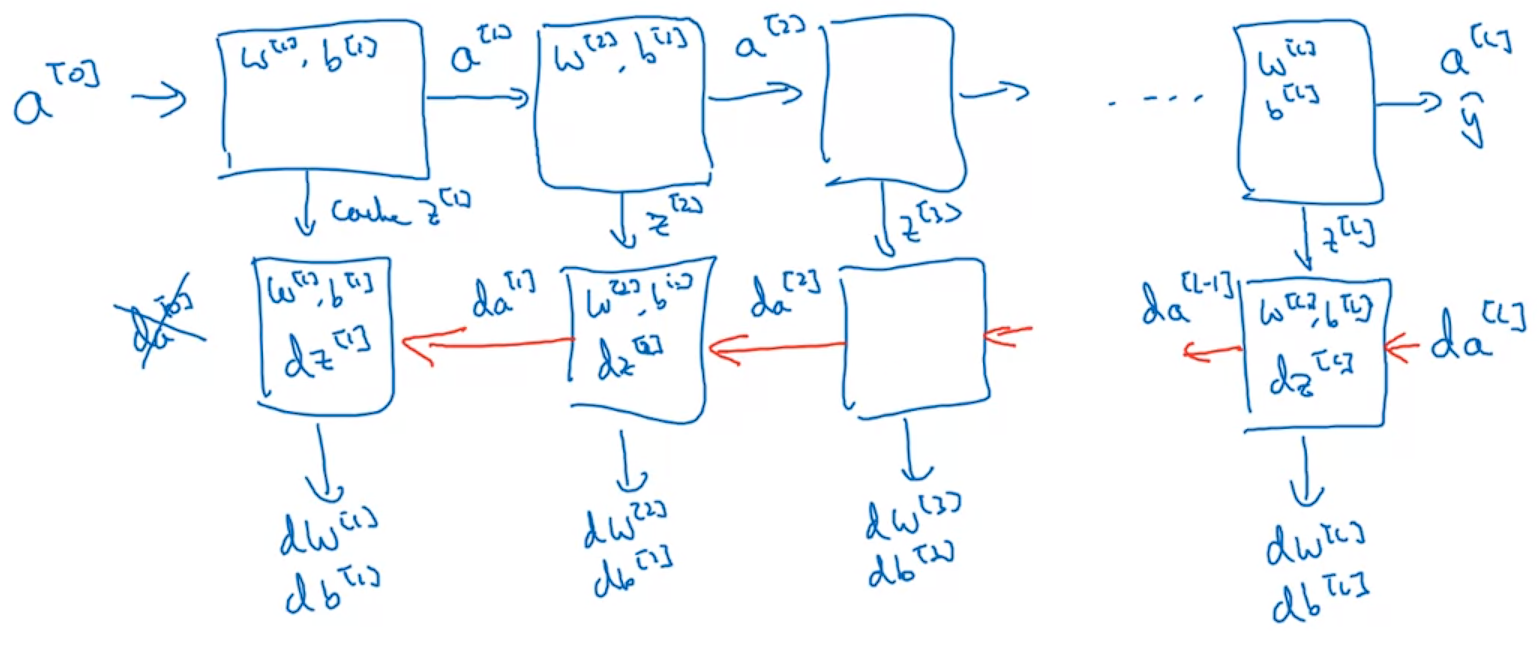 a^[0] → w^[1], b^[1] a^[1] → w^[2], b^[1] a^[2] → → ····· w^[L] a^[L]
b^[L] → ŷ
cache z^[1] z^[2] z^[3] z^[L]
da^[0] w^[1], b^[1] da^[1] w^[2], b^[2] da^[2] da^[L-1] w^[L], b^[L] da^[L]
dz^[1] dz^[2] dz^[L]
dw^[1] dw^[2] dw^[3] dw^[L]
db^[1] db^[2] db^[3] db^[L]